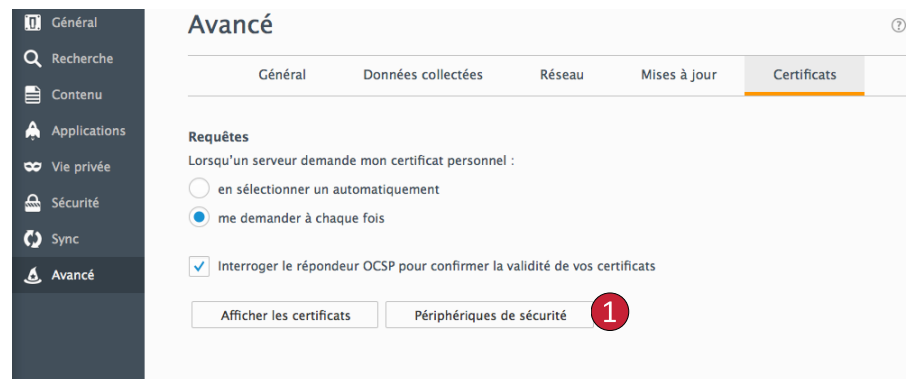 Général
Recherche
Contenu
Applications
Vie privée
Sécurité
Sync
Avancé
Avancé
?
Général Données collectées Réseau Mises à jour Certificats
Requêtes
Lorsqu'un serveur demande mon certificat personnel :
en sélectionner un automatiquement
me demander à chaque fois
Interroger le répondeur OCSP pour confirmer la validité de vos certificats
Afficher les certificats Périphériques de sécurité 1